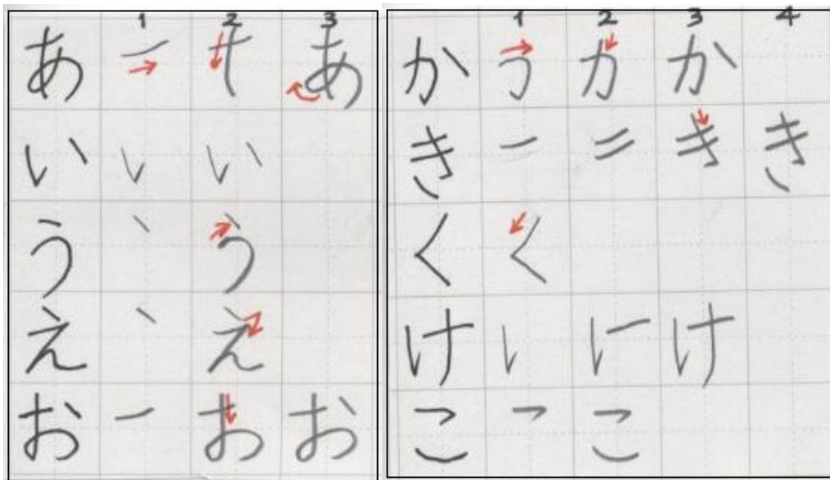 1 2 3
あ あ
い い
う う
え え
お お
1 2 3 4
か か
き き
く く
け け
こ こ